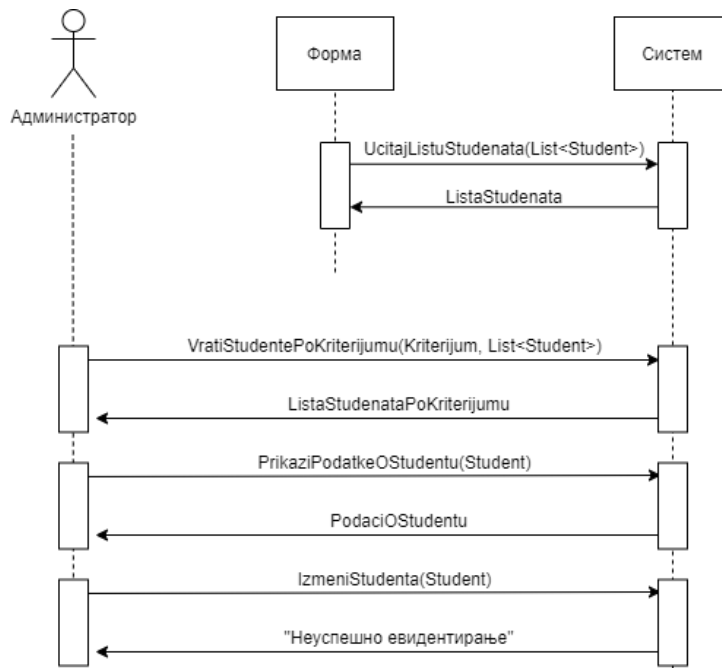 Форма
Систем
Администратор
UcitajListuStudenata(List<Student>)
ListaStudenata
VratiStudentePoKriterijumu(Kriterijum, List<Student>)
ListaStudenataPoKriterijumu
PrikaziPodatkeOStudentu(Student)
PodaciOStudentu
IzmeniStudenta(Student)
"Неуспешно евидентирање"